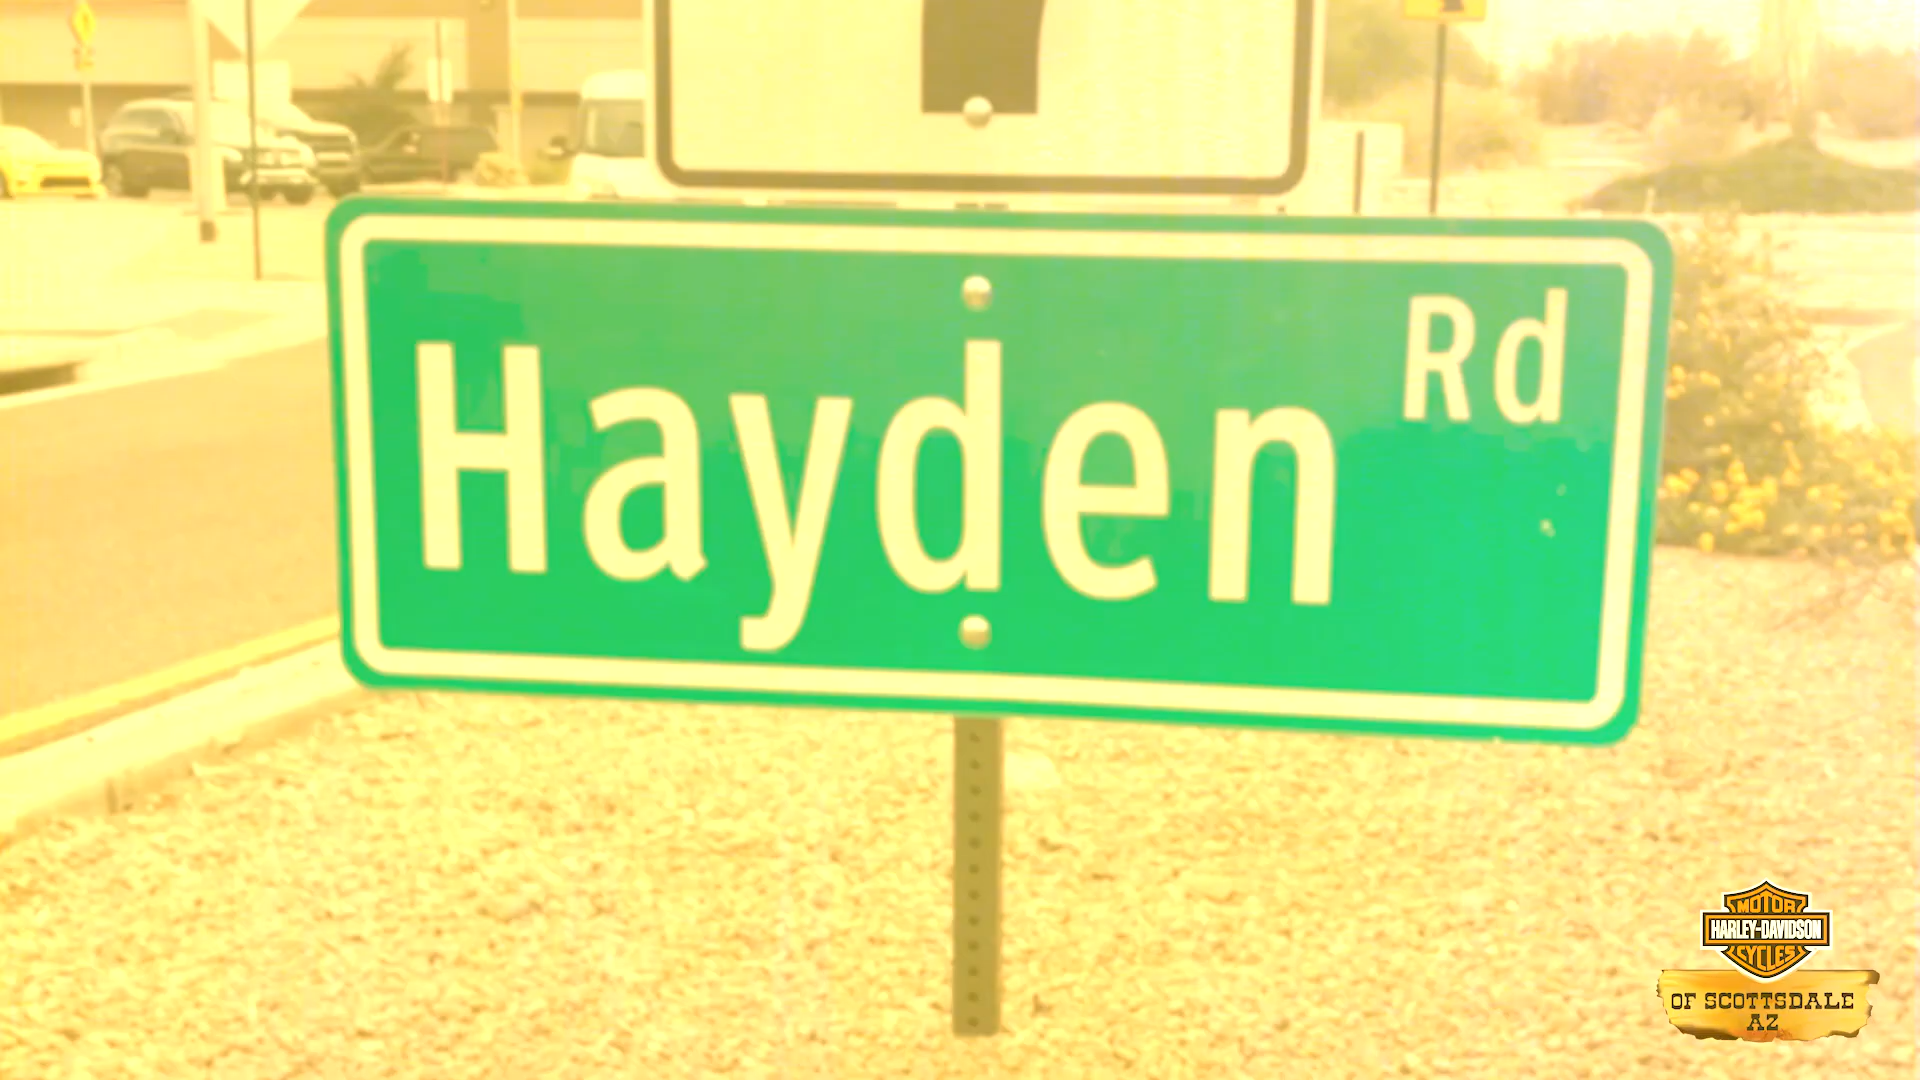 Hayden Rd
MOTOR
HARLEY-DAVIDSON
CYCLES
OF SCOTTSDALE
AZ